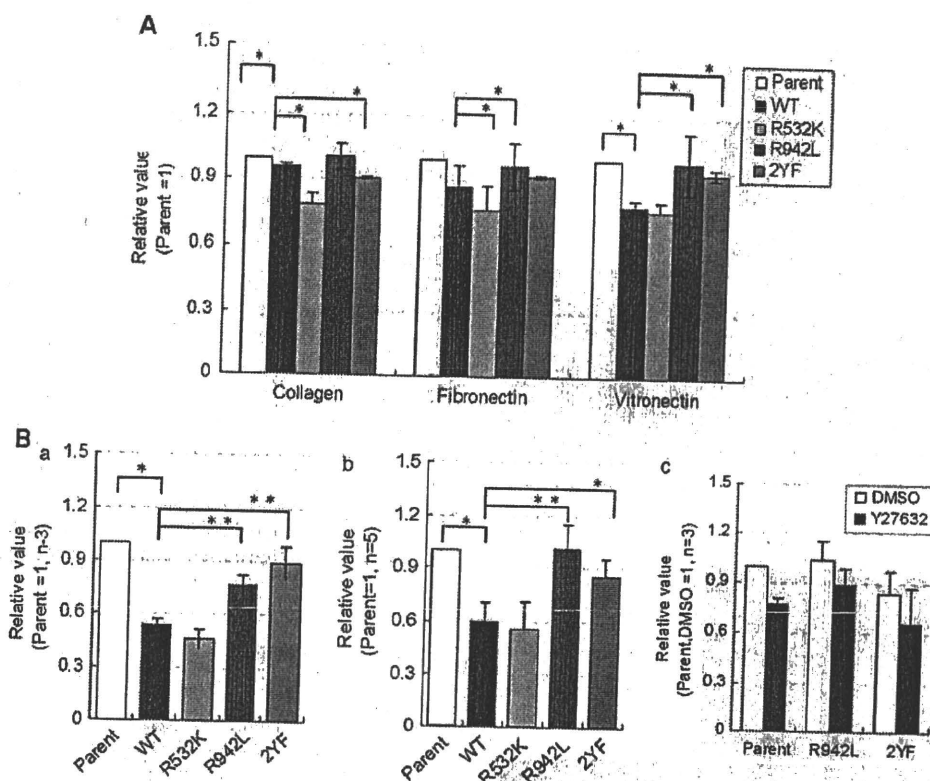 A
1.5
1.2
0.9
0.6
0.3
0
Relative value
(Parent =1)
*
*
*
*
*
*
*
*
Parent
WT
R532K
R942L
2YF
Collagen
Fibronectin
Vitronectin
B
a
1.5
1.2
0.9
0.6
0.3
0
Relative value
(Parent =1, n-3)
*
* *
* *
Parent
WT
R532K
R942L
2YF
b
1.5
1.2
0.9
0.6
0.3
0
Relative value
(Parent=1, n=5)
*
* *
*
Parent
WT
R532K
R942L
2YF
c
1.5
1.2
0.9
0.6
0.3
0
Relative value
(Parent,DMSO =1, n=3)
DMSO
Y27632
Parent
R942L
2YF